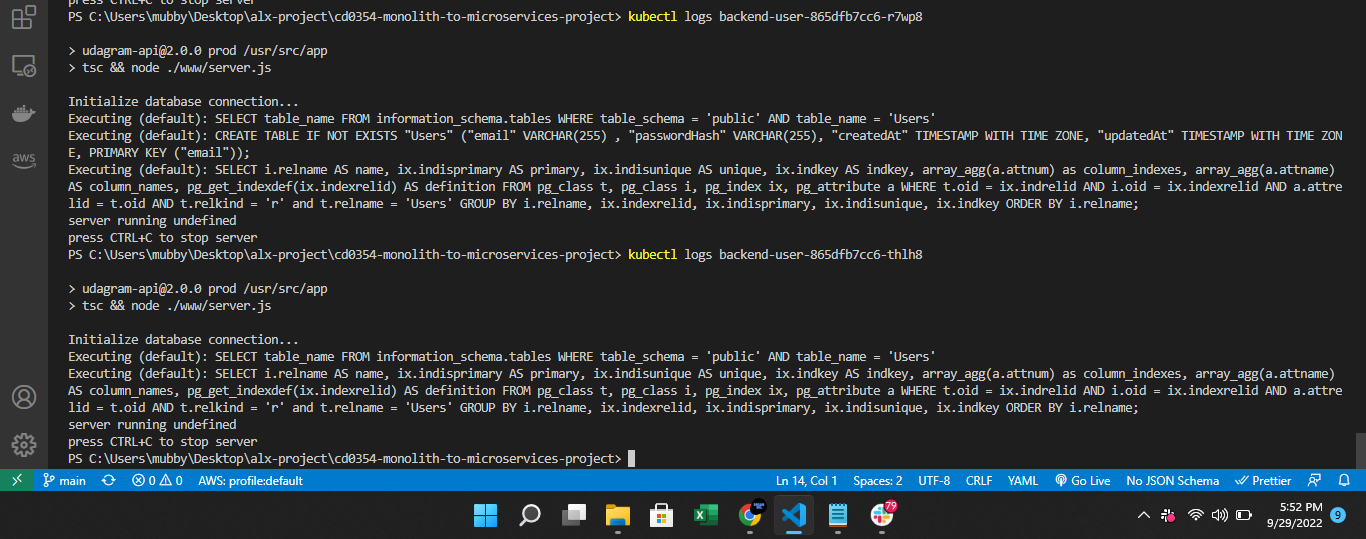 press CTRL+C to stop server
PS C:\Users\mubby\Desktop\alx-project\cd0354-monolith-to-microservices-project> kubectl logs backend-user-865dfb7cc6-r7wp8
> udagram-api@2.0.0 prod /usr/src/app
> tsc && node ./www/server.js
Initialize database connection...
Executing (default): SELECT table_name FROM information_schema.tables WHERE table_schema = 'public' AND table_name = 'Users'
Executing (default): CREATE TABLE IF NOT EXISTS "Users" ("email" VARCHAR(255) , "passwordHash" VARCHAR(255), "createdAt" TIMESTAMP WITH TIME ZONE, "updatedAt" TIMESTAMP WITH TIME ZON
E, PRIMARY KEY ("email"));
Executing (default): SELECT i.relname AS name, ix.indisprimary AS primary, ix.indisunique AS unique, ix.indkey AS indkey, array_agg(a.attnum) as column_indexes, array_agg(a.attname)
AS column_names, pg_get_indexdef(ix.indexrelid) AS definition FROM pg_class t, pg_class i, pg_index ix, pg_attribute a WHERE t.oid = ix.indrelid AND i.oid = ix.indexrelid AND a.attre
lid = t.oid AND t.relkind = 'r' and t.relname = 'Users' GROUP BY i.relname, ix.indexrelid, ix.indisprimary, ix.indisunique, ix.indkey ORDER BY i.relname;
server running undefined
press CTRL+C to stop server
PS C:\Users\mubby\Desktop\alx-project\cd0354-monolith-to-microservices-project> kubectl logs backend-user-865dfb7cc6-thlh8
> udagram-api@2.0.0 prod /usr/src/app
> tsc && node ./www/server.js
Initialize database connection...
Executing (default): SELECT table_name FROM information_schema.tables WHERE table_schema = 'public' AND table_name = 'Users'
Executing (default): SELECT i.relname AS name, ix.indisprimary AS primary, ix.indisunique AS unique, ix.indkey AS indkey, array_agg(a.attnum) as column_indexes, array_agg(a.attname)
AS column_names, pg_get_indexdef(ix.indexrelid) AS definition FROM pg_class t, pg_class i, pg_index ix, pg_attribute a WHERE t.oid = ix.indrelid AND i.oid = ix.indexrelid AND a.attre
lid = t.oid AND t.relkind = 'r' and t.relname = 'Users' GROUP BY i.relname, ix.indexrelid, ix.indisprimary, ix.indisunique, ix.indkey ORDER BY i.relname;
server running undefined
press CTRL+C to stop server
PS C:\Users\mubby\Desktop\alx-project\cd0354-monolith-to-microservices-project>
aws
main 0 0 AWS: profile:default Ln 14, Col 1 Spaces: 2 UTF-8 CRLF YAML Go Live No JSON Schema Prettier
79
5:52 PM
9/29/2022 9